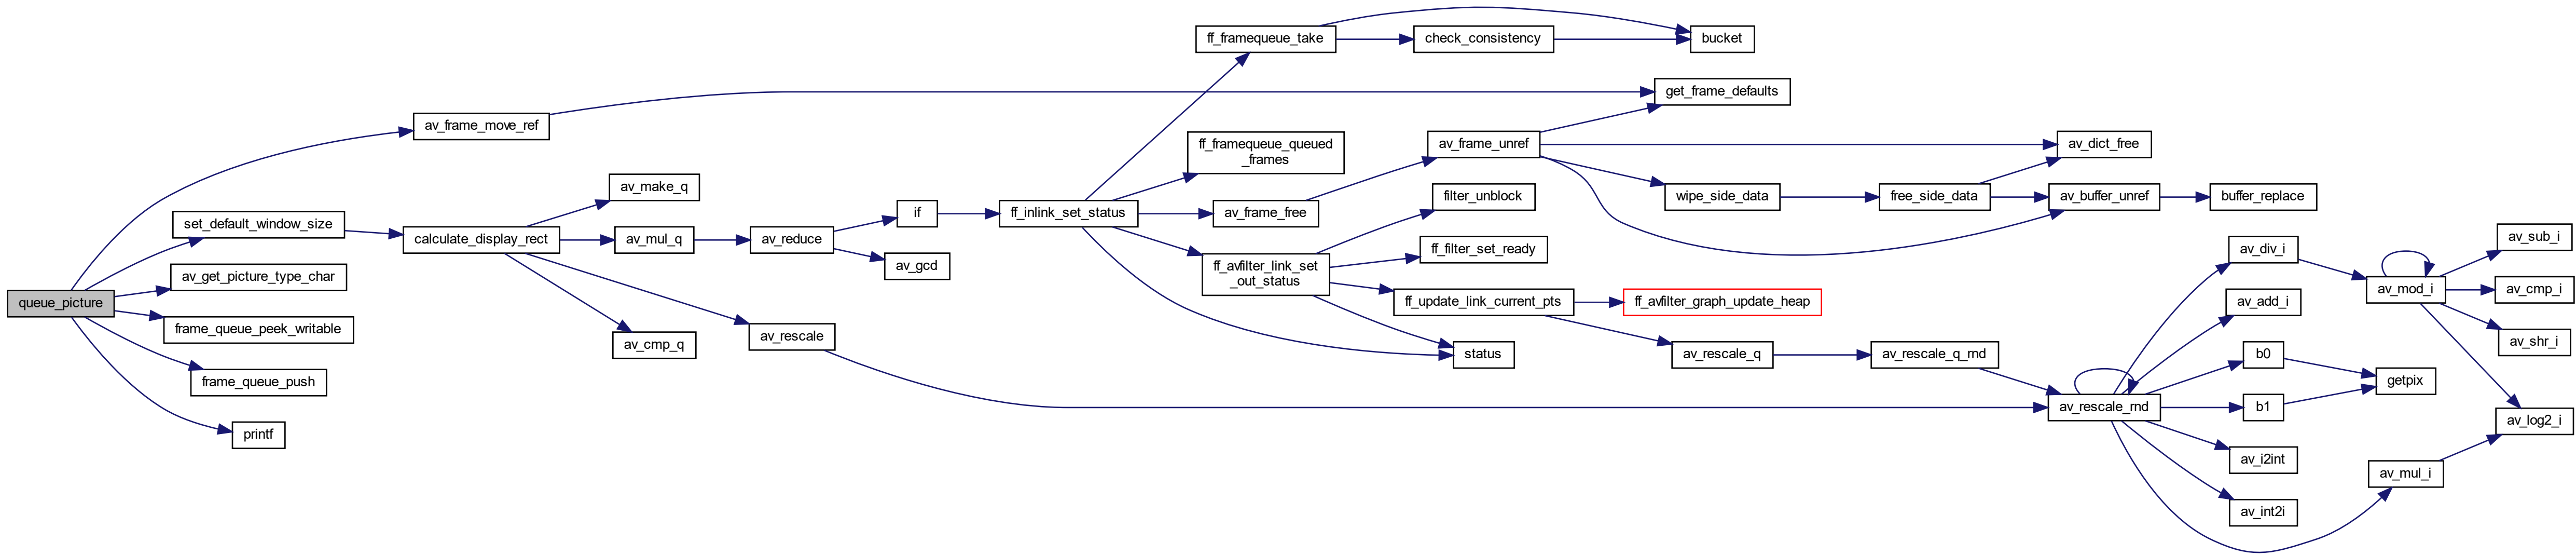 queue_picture
av_frame_move_ref
set_default_window_size
av_get_picture_type_char
frame_queue_peek_writable
frame_queue_push
printf
calculate_display_rect
av_make_q
av_mul_q
av_cmp_q
av_reduce
av_rescale
if
av_gcd
ff_inlink_set_status
ff_framequeue_take
ff_framequeue_queued
_frames
av_frame_free
ff_avfilter_link_set
_out_status
check_consistency
av_frame_unref
filter_unblock
ff_filter_set_ready
ff_update_link_current_pts
status
bucket
get_frame_defaults
wipe_side_data
ff_avfilter_graph_update_heap
av_rescale_q
free_side_data
av_rescale_q_rnd
av_dict_free
av_buffer_unref
av_rescale_rnd
buffer_replace
av_div_i
av_add_i
b0
b1
av_i2int
av_int2i
av_mod_i
getpix
av_mul_i
av_sub_i
av_cmp_i
av_shr_i
av_log2_i